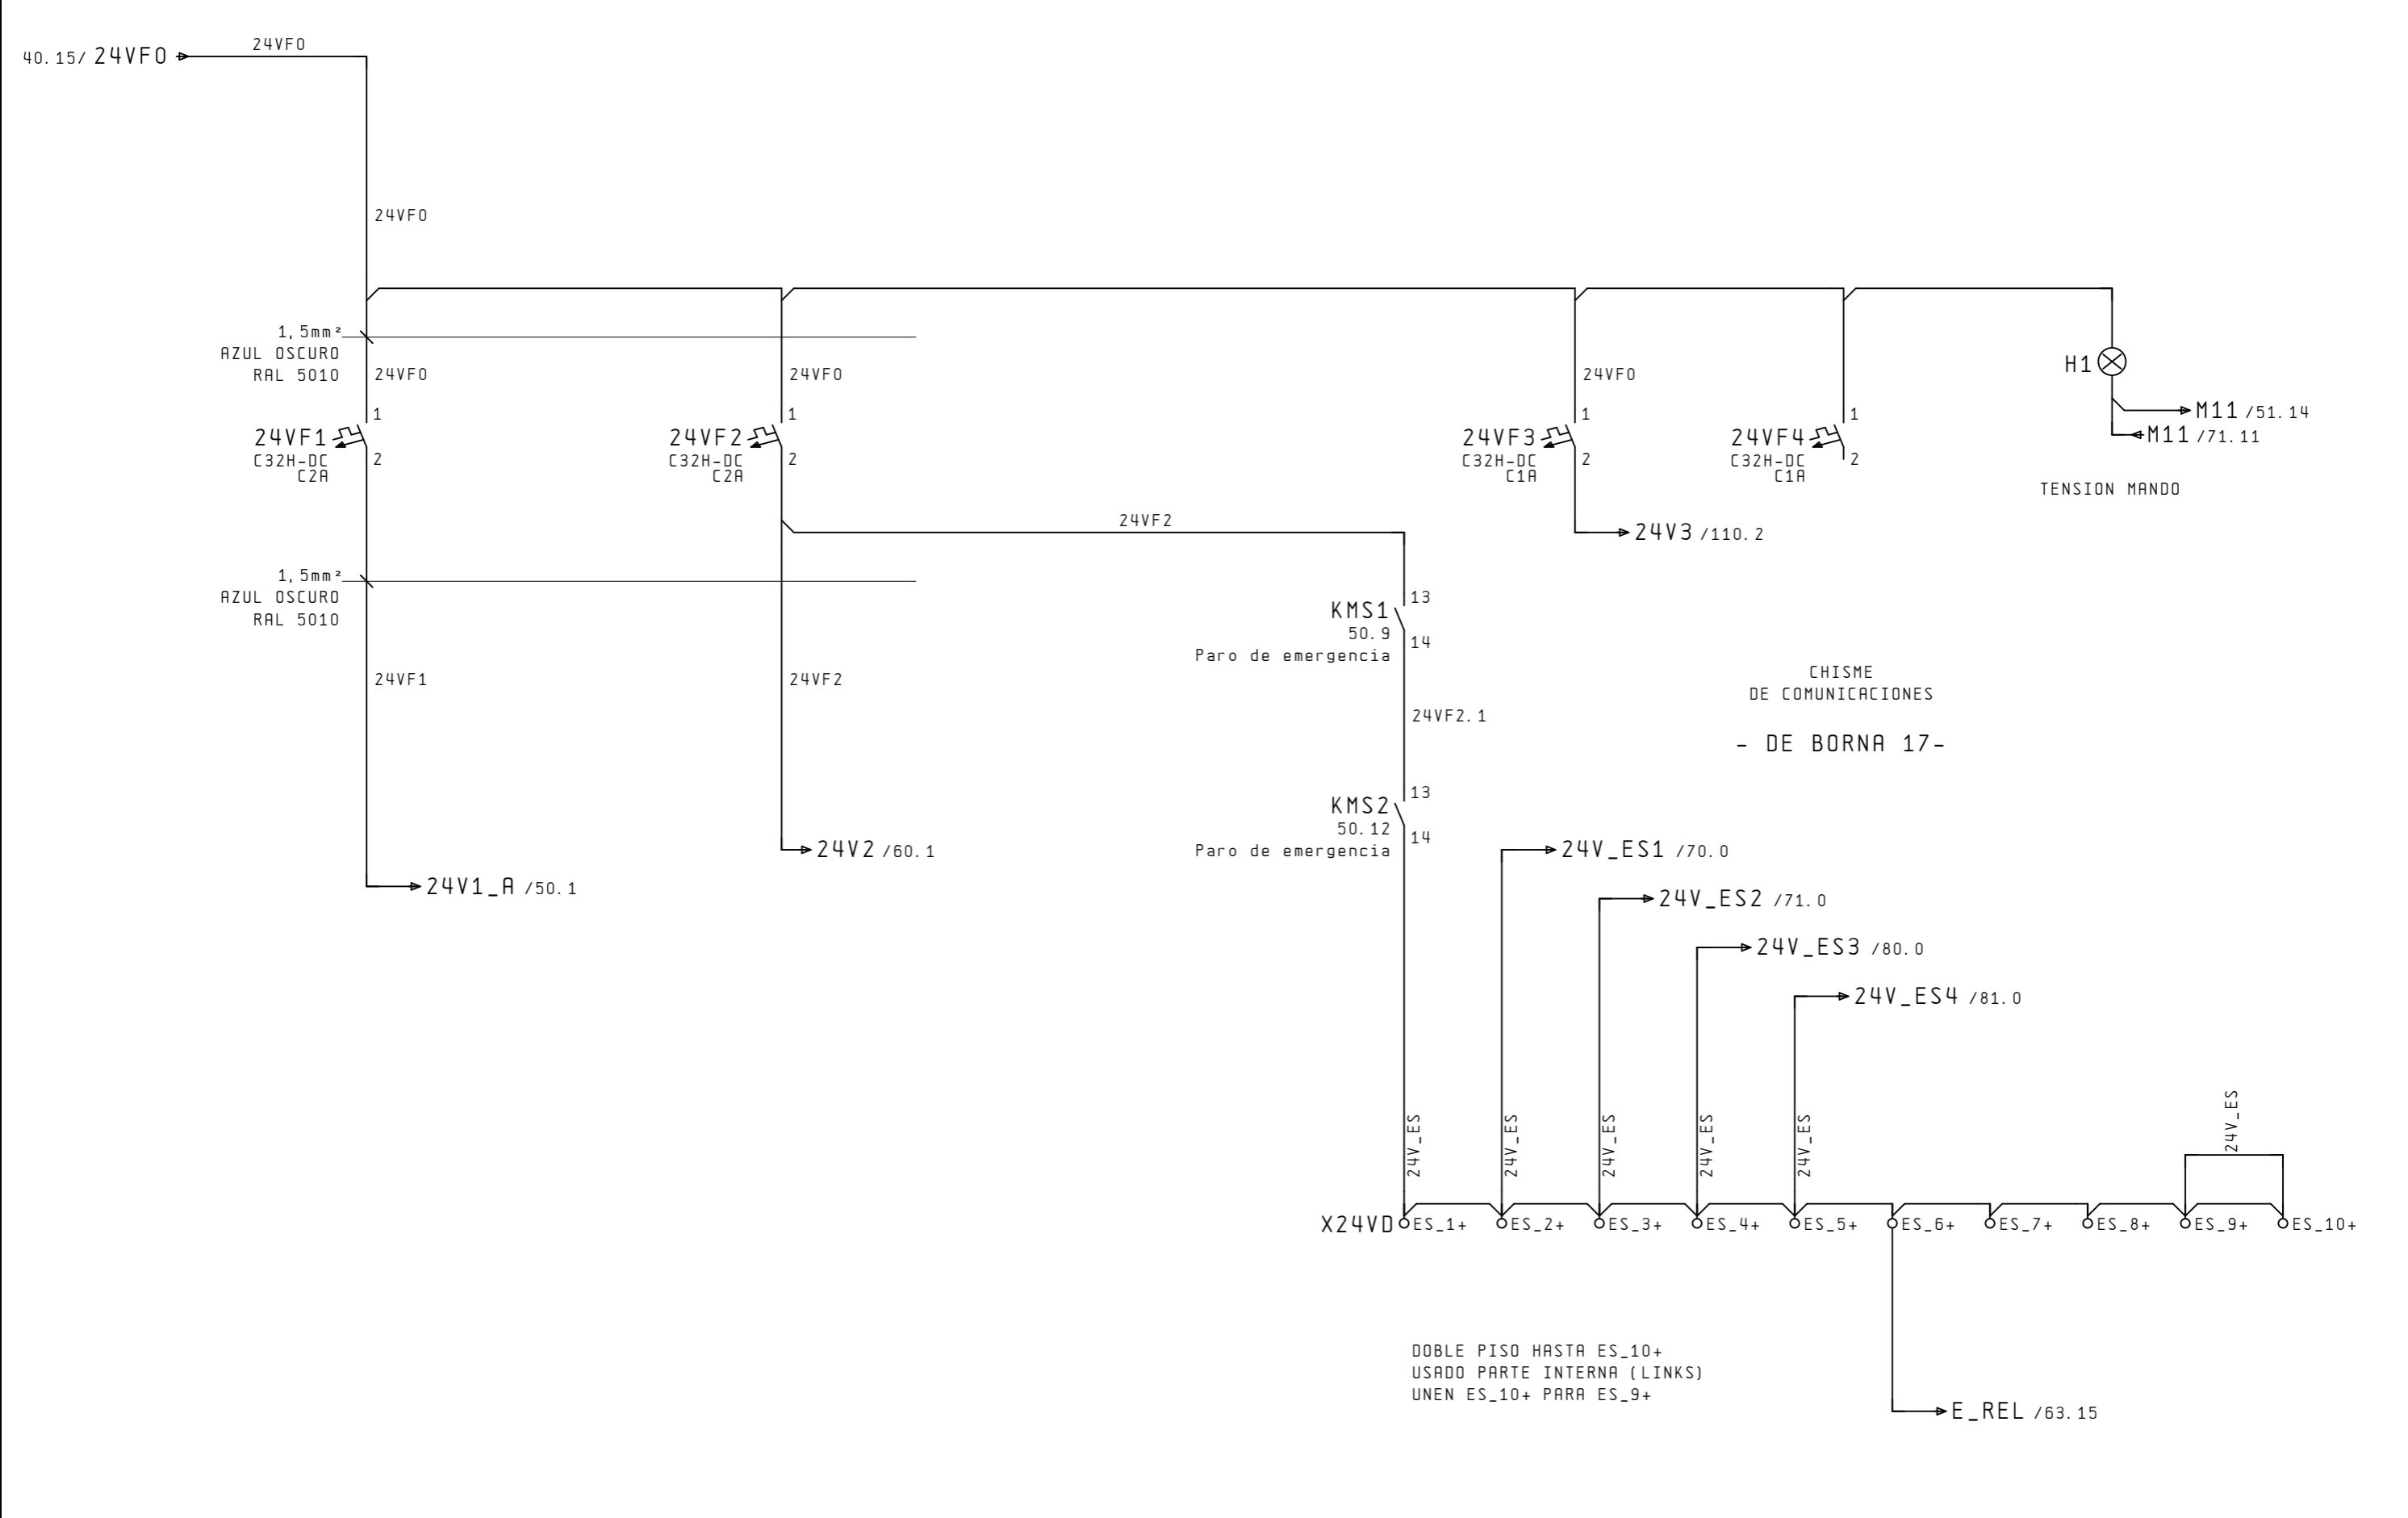 24VF0
40.15/ 24VF0
24VF0
1,5mm²
AZUL OSCURO
RAL 5010
24VF0
24VF0
24VF0
H1
M11 /51.14
M11 /71.11
TENSION MANDO
1
24VF1
C32H-DC
C2A
2
1
24VF2
C32H-DC
C2A
2
1
24VF3
C32H-DC
C1A
2
1
24VF4
C32H-DC
C1A
2
24VF2
24V3 /110.2
1,5mm²
AZUL OSCURO
RAL 5010
13
KMS1
50.9
14
Paro de emergencia
24VF1
24VF2
24VF2.1
CHISME
DE COMUNICACIONES
- DE BORNA 17-
13
KMS2
50.12
14
Paro de emergencia
24V2 /60.1
24V1_A /50.1
24V_ES1 /70.0
24V_ES2 /71.0
24V_ES3 /80.0
24V_ES4 /81.0
24V_ES
24V_ES
24V_ES
24V_ES
24V_ES
24V_ES
X24VD ES_1+ ES_2+ ES_3+ ES_4+ ES_5+ ES_6+ ES_7+ ES_8+ ES_9+ ES_10+
DOBLE PISO HASTA ES_10+
USADO PARTE INTERNA (LINKS)
UNEN ES_10+ PARA ES_9+
E_REL /63.15